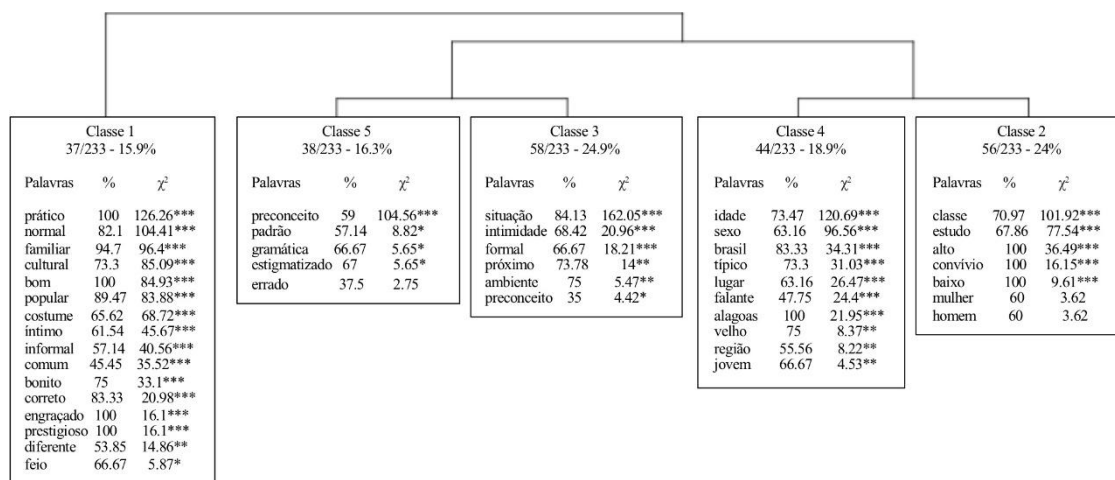 Classe 1
37/233 - 15.9%
Palavras % χ²
prático 100 126.26***
normal 82.1 104.41***
familiar 94.7 96.4***
cultural 73.3 85.09***
bom 100 84.93***
popular 89.47 83.88***
costume 65.62 68.72***
íntimo 61.54 45.67***
informal 57.14 40.56***
comum 45.45 35.52***
bonito 75 33.1***
correto 83.33 20.98***
engraçado 100 16.1***
prestigioso 100 16.1***
diferente 53.85 14.86**
feio 66.67 5.87*
Classe 5
38/233 - 16.3%
Palavras % χ²
preconceito 59 104.56***
padrão 57.14 8.82*
gramática 66.67 5.65*
estigmatizado 67 5.65*
errado 37.5 2.75
Classe 3
58/233 - 24.9%
Palavras % χ²
situação 84.13 162.05***
intimidade 68.42 20.96***
formal 66.67 18.21***
próximo 73.78 14**
ambiente 75 5.47**
preconceito 35 4.42*
Classe 4
44/233 - 18.9%
Palavras % χ²
idade 73.47 120.69***
sexo 63.16 96.56***
brasil 83.33 34.31***
típico 73.3 31.03***
lugar 63.16 26.47***
falante 47.75 24.4***
alagoas 100 21.95***
velho 75 8.37**
região 55.56 8.22**
jovem 66.67 4.53**
Classe 2
56/233 - 24%
Palavras % χ²
classe 70.97 101.92***
estudo 67.86 77.54***
alto 100 36.49***
convívio 100 16.15***
baixo 100 9.61***
mulher 60 3.62
homem 60 3.62